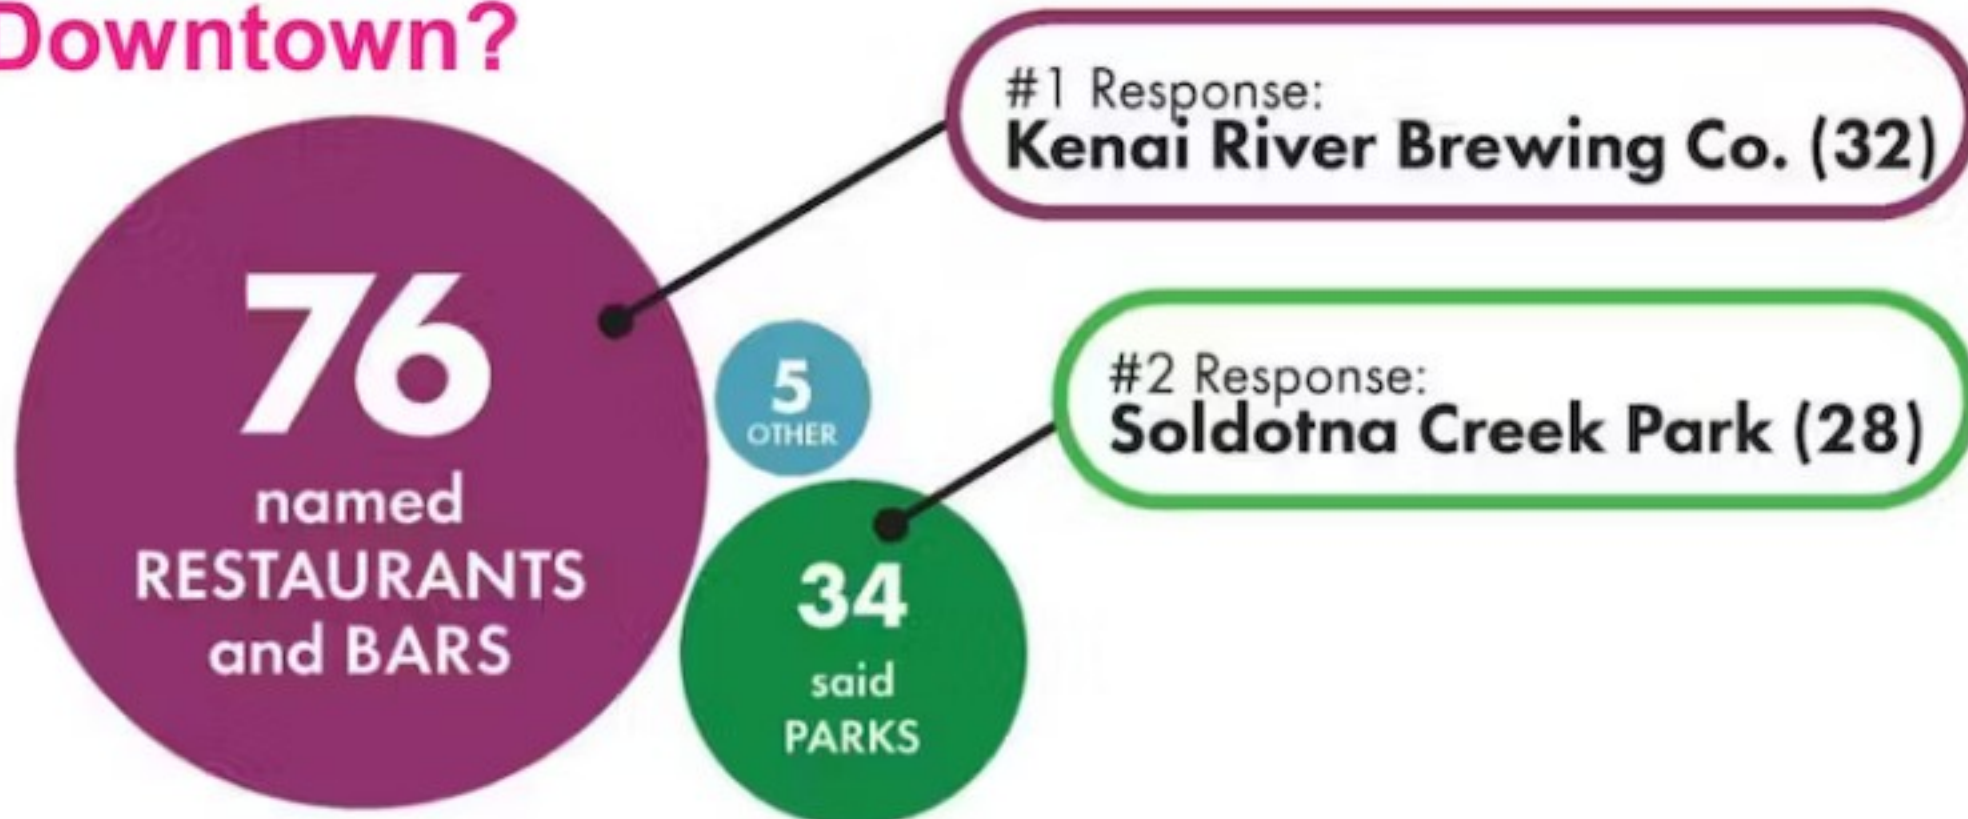 Downtown?
#1 Response:
Kenai River Brewing Co. (32)
76
named
RESTAURANTS
and BARS
5
OTHER
#2 Response:
Soldotna Creek Park (28)
34
said
PARKS